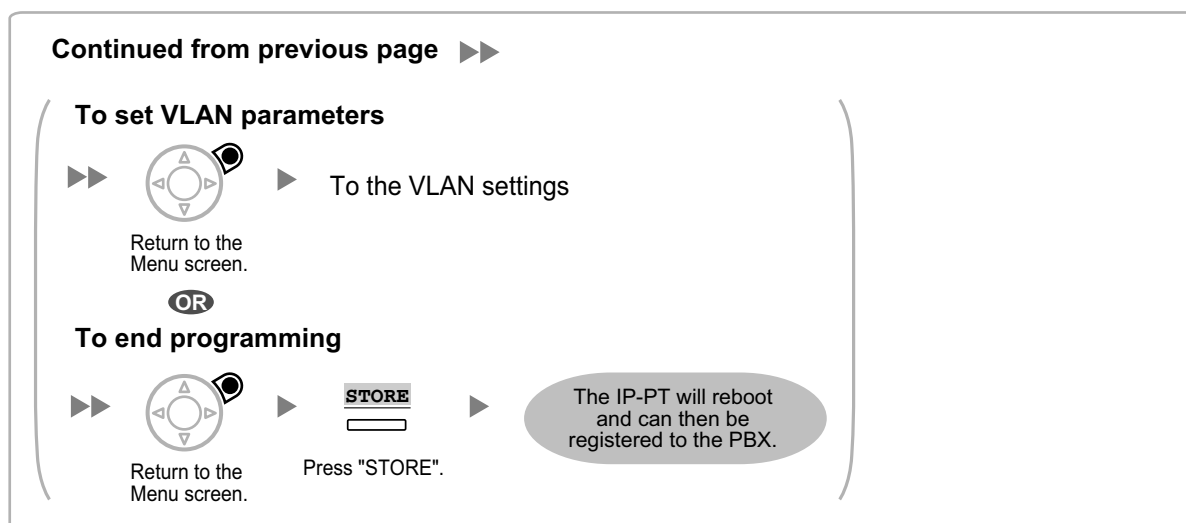 Continued from previous page
To set VLAN parameters
To the VLAN settings
Return to the
Menu screen.
OR
To end programming
STORE
The IP-PT will reboot
and can then be
registered to the PBX.
Return to the
Menu screen.
Press "STORE".